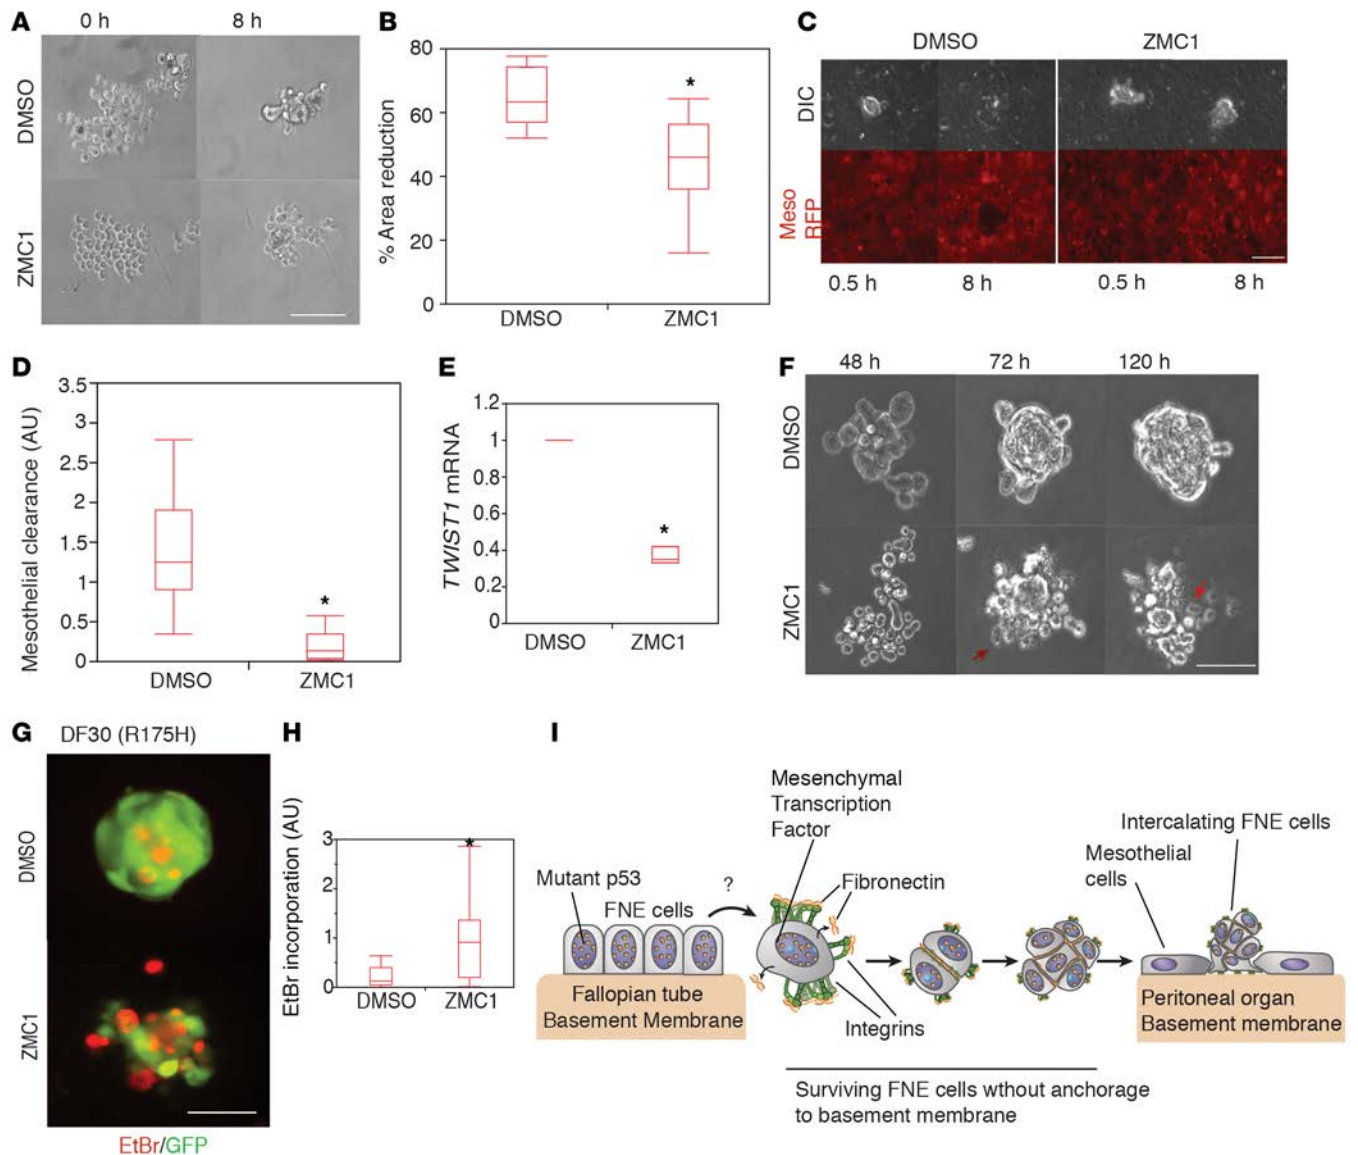 A
0 h
8 h
DMSO
ZMC1
B
% Area reduction
80
60
40
20
0
DMSO
ZMC1
*
C
DMSO
ZMC1
DIC
Meso
RFP
0.5 h
8 h
0.5 h
8 h
D
Mesothelial clearance (AU)
3.5
3
2.5
2
1.5
1
0.5
0
DMSO
ZMC1
*
E
TWIST1 mRNA
1.2
1
0.8
0.6
0.4
0.2
0
DMSO
ZMC1
*
F
48 h
72 h
120 h
DMSO
ZMC1
G
DF30 (R175H)
DMSO
ZMC1
EtBr/GFP
H
EtBr incorporation (AU)
3
2
1
0
DMSO
ZMC1
*
I
Mesenchymal
Transcription
Factor
Mutant p53
FNE cells
?
Fibronectin
Integrins
Fallopian tube
Basement Membrane
Intercalating FNE cells
Mesothelial
cells
Peritoneal organ
Basement membrane
Surviving FNE cells wthout anchorage
to basement membrane